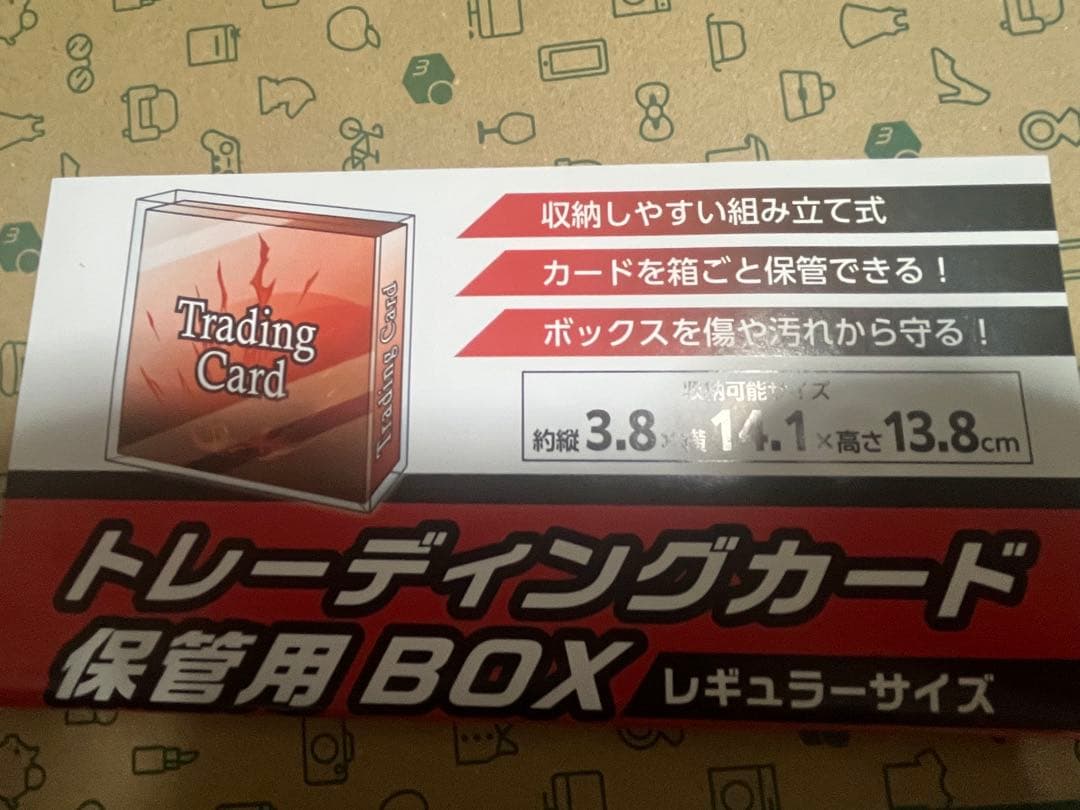 3
3
3
収納しやすい組み立て式
カードを箱ごと保管できる!
ボックスを傷や汚れから守る!
Trading
Card
Trading Card
収納可能サイズ
約縦3.8×横14.1×高さ13.8cm
トレーディングカード
保管用BOX レギュラーサイズ